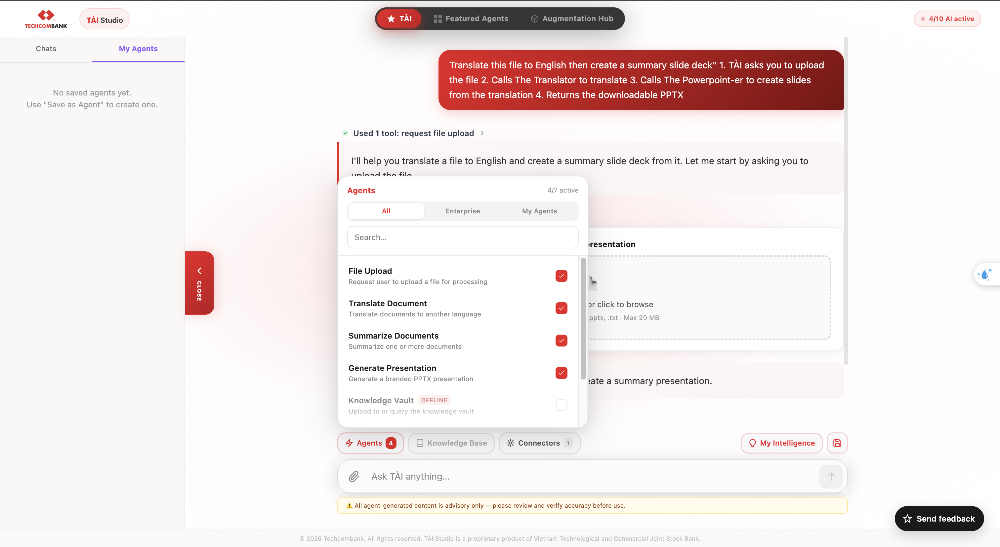 TECHCOMBANK
TÀI Studio
TÀI
Featured Agents
Augmentation Hub
4/10 AI active
Chats
My Agents
No saved agents yet.
Use "Save as Agent" to create one.
CLOSE
Translate this file to English then create a summary slide deck" 1. TÀI asks you to upload
the file 2. Calls The Translator to translate 3. Calls The Powerpoint-er to create slides
from the translation 4. Returns the downloadable PPTX
Used 1 tool: request file upload
I'll help you translate a file to English and create a summary slide deck from it. Let me start by asking you to
upload the file
Agents
4/7 active
All
Enterprise
My Agents
Search...
File Upload
Request user to upload a file for processing
Translate Document
Translate documents to another language
Summarize Documents
Summarize one or more documents
Generate Presentation
Generate a branded PPTX presentation
Knowledge Vault OFFLINE
Upload to or query the knowledge vault
presentation
or click to browse
pptx, .txt · Max 20 MB
eate a summary presentation.
Agents 4
Knowledge Base
Connectors 1
My Intelligence
Ask TÀI anything...
⚠️ All agent-generated content is advisory only — please review and verify accuracy before use.
Send feedback
© 2026 Techcombank. All rights reserved. TÀI Studio is a proprietary product of Vietnam Technological and Commercial Joint Stock Bank.